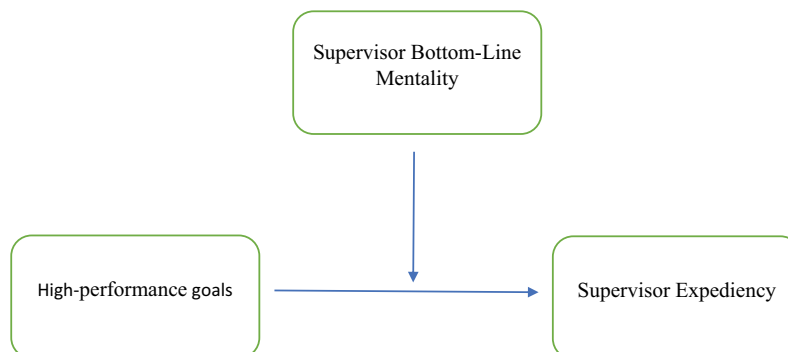 Supervisor Bottom-Line
Mentality
High-performance goals
Supervisor Expediency